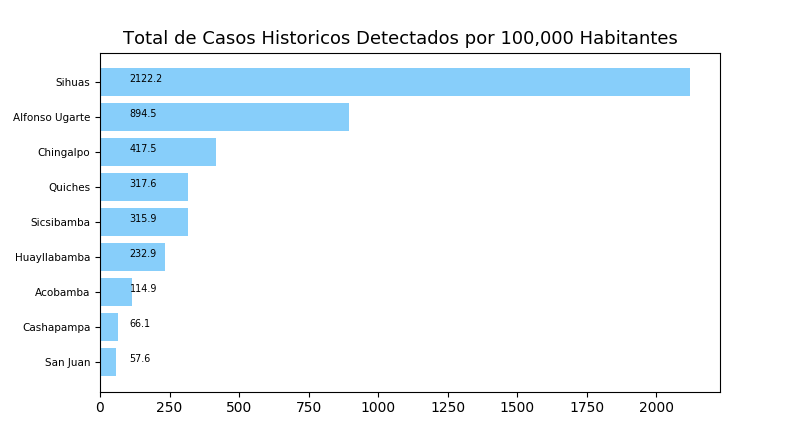 Total de Casos Historicos Detectados por 100,000 Habitantes
Sihuas 2122.2
Alfonso Ugarte 894.5
Chingalpo 417.5
Quiches 317.6
Sicsibamba 315.9
Huayllabamba 232.9
Acobamba 114.9
Cashapampa 66.1
San Juan 57.6
0 250 500 750 1000 1250 1500 1750 2000